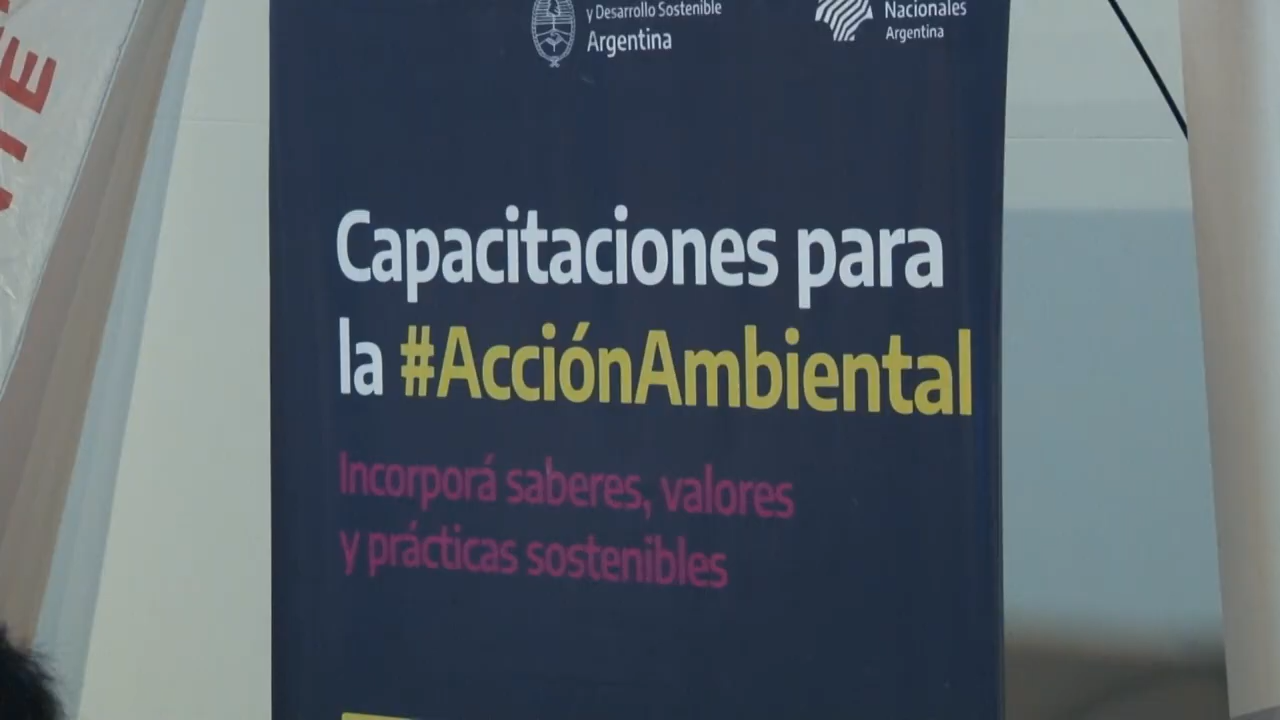 y Desarrollo Sostenible
Argentina
Nacionales
Argentina
Capacitaciones para
la #AcciónAmbiental
Incorporá saberes, valores
y prácticas sostenibles